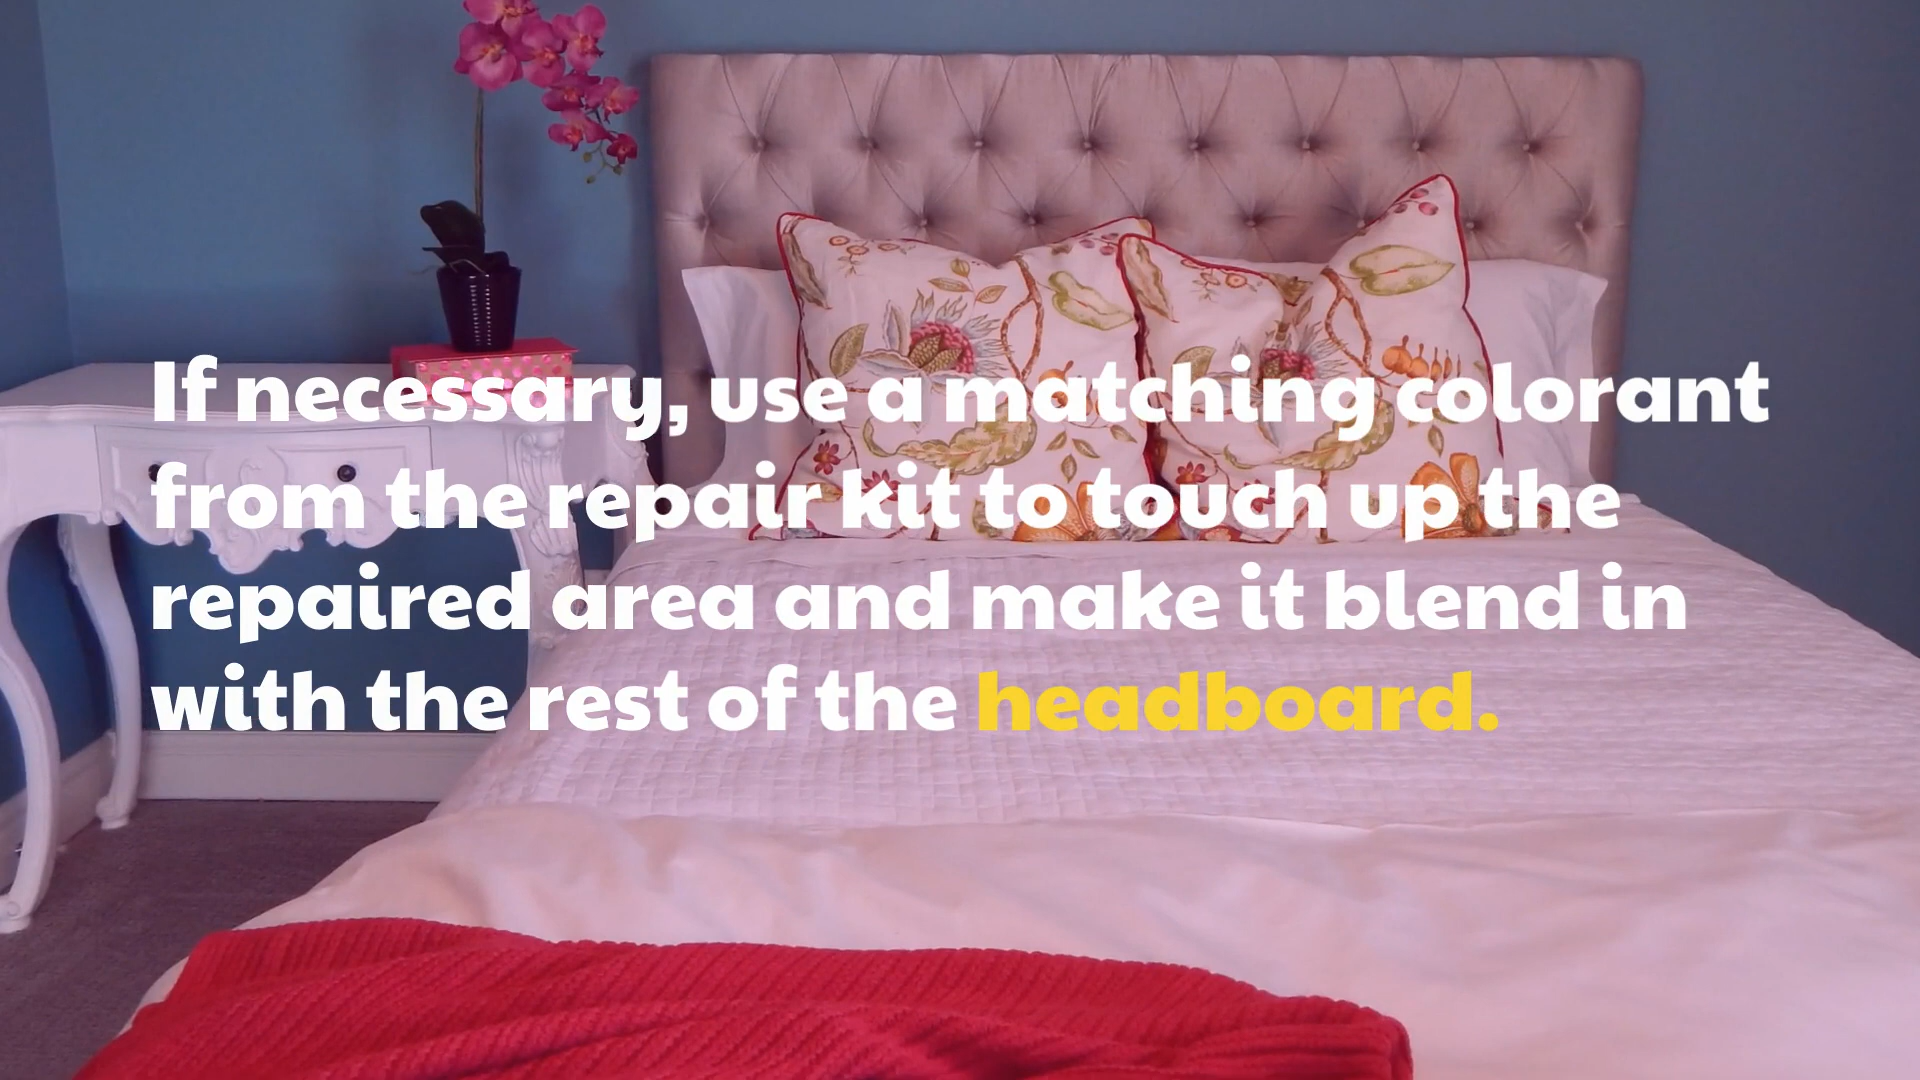 If necessary, use a matching colorant
from the repair kit to touch up the
repaired area and make it blend in
with the rest of the headboard.